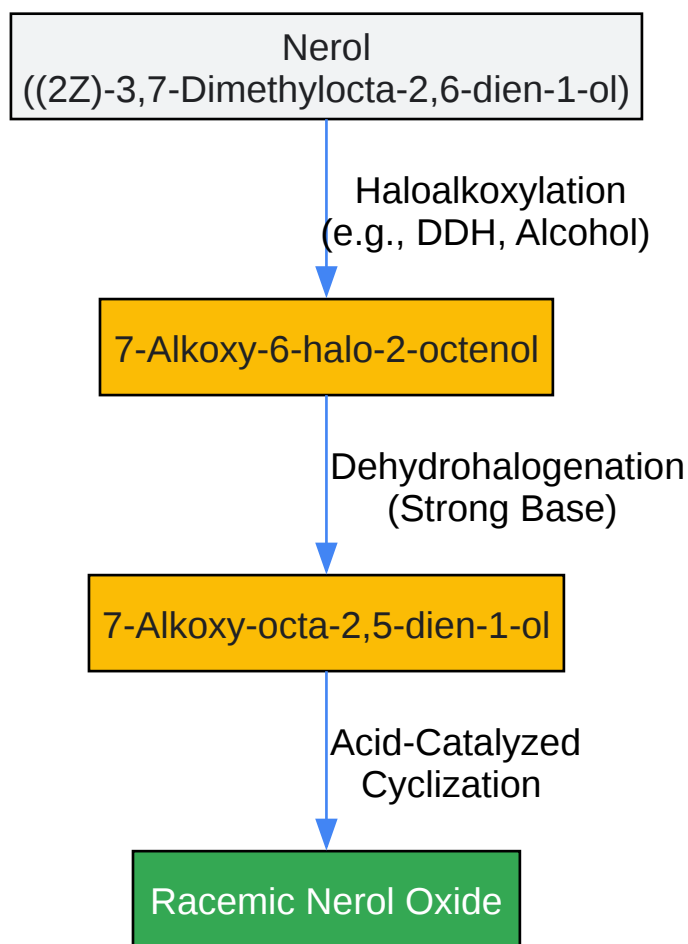 Nerol
((2Z)-3,7-Dimethylocta-2,6-dien-1-ol)
Haloalkoxylation
(e.g., DDH, Alcohol)
7-Alkoxy-6-halo-2-octenol
Dehydrohalogenation
(Strong Base)
7-Alkoxy-octa-2,5-dien-1-ol
Acid-Catalyzed
Cyclization
Racemic Nerol Oxide